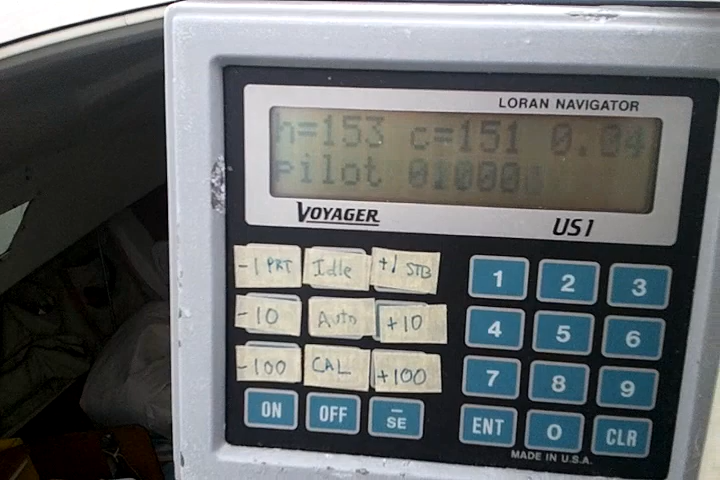 LORAN NAVIGATOR
h=153 c=151 0.04
pilot
VOYAGER US1
-1 PRT Idle +1 STB
-10 Auto +10
-100 CAL +100
1 2 3
4 5 6
7 8 9
ON OFF — SE ENT 0 CLR
MADE IN U.S.A.